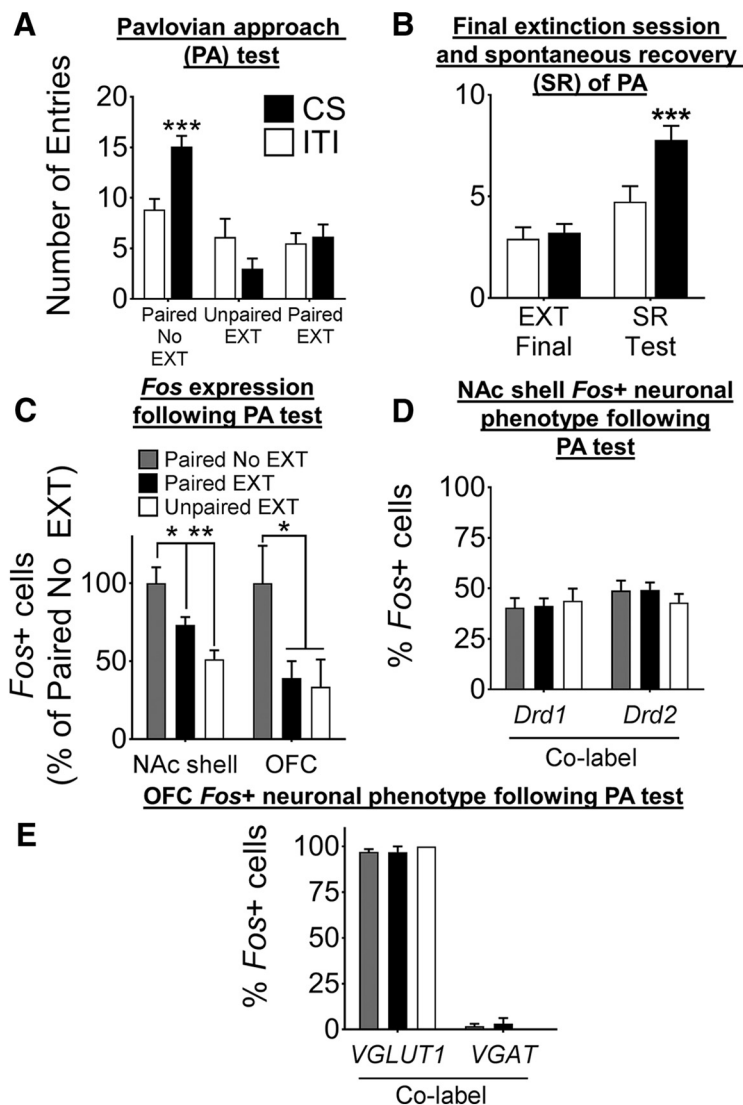 A
Pavlovian approach
(PA) test
Number of Entries
20
15
10
5
0
***
CS
ITI
Paired
No
EXT
Unpaired
EXT
Paired
EXT
B
Final extinction session
and spontaneous recovery
(SR) of PA
10
5
0
***
EXT
Final
SR
Test
C
Fos expression
following PA test
Paired No EXT
Paired EXT
Unpaired EXT
Fos+ cells
(% of Paired No EXT)
100
50
0
* **
*
NAc shell
OFC
D
NAc shell Fos+ neuronal
phenotype following
PA test
% Fos+ cells
100
75
50
25
0
Drd1
Drd2
Co-label
OFC Fos+ neuronal phenotype following PA test
E
% Fos+ cells
100
75
50
25
0
VGLUT1
VGAT
Co-label